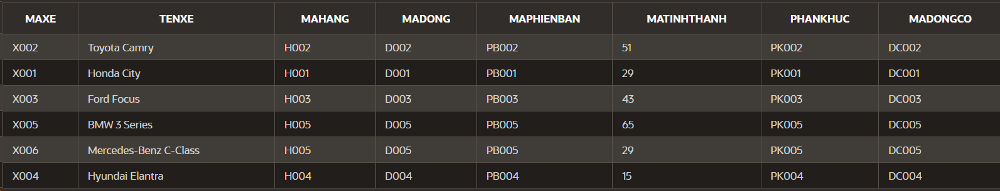 MAXE TENXE MAHANG MADONG MAPHIENBAN MATINHTHANH PHANKHUC MADONGCO
X002 Toyota Camry H002 D002 PB002 51 PK002 DC002
X001 Honda City H001 D001 PB001 29 PK001 DC001
X003 Ford Focus H003 D003 PB003 43 PK003 DC003
X005 BMW 3 Series H005 D005 PB005 65 PK005 DC005
X006 Mercedes-Benz C-Class H005 D005 PB005 29 PK005 DC005
X004 Hyundai Elantra H004 D004 PB004 15 PK004 DC004